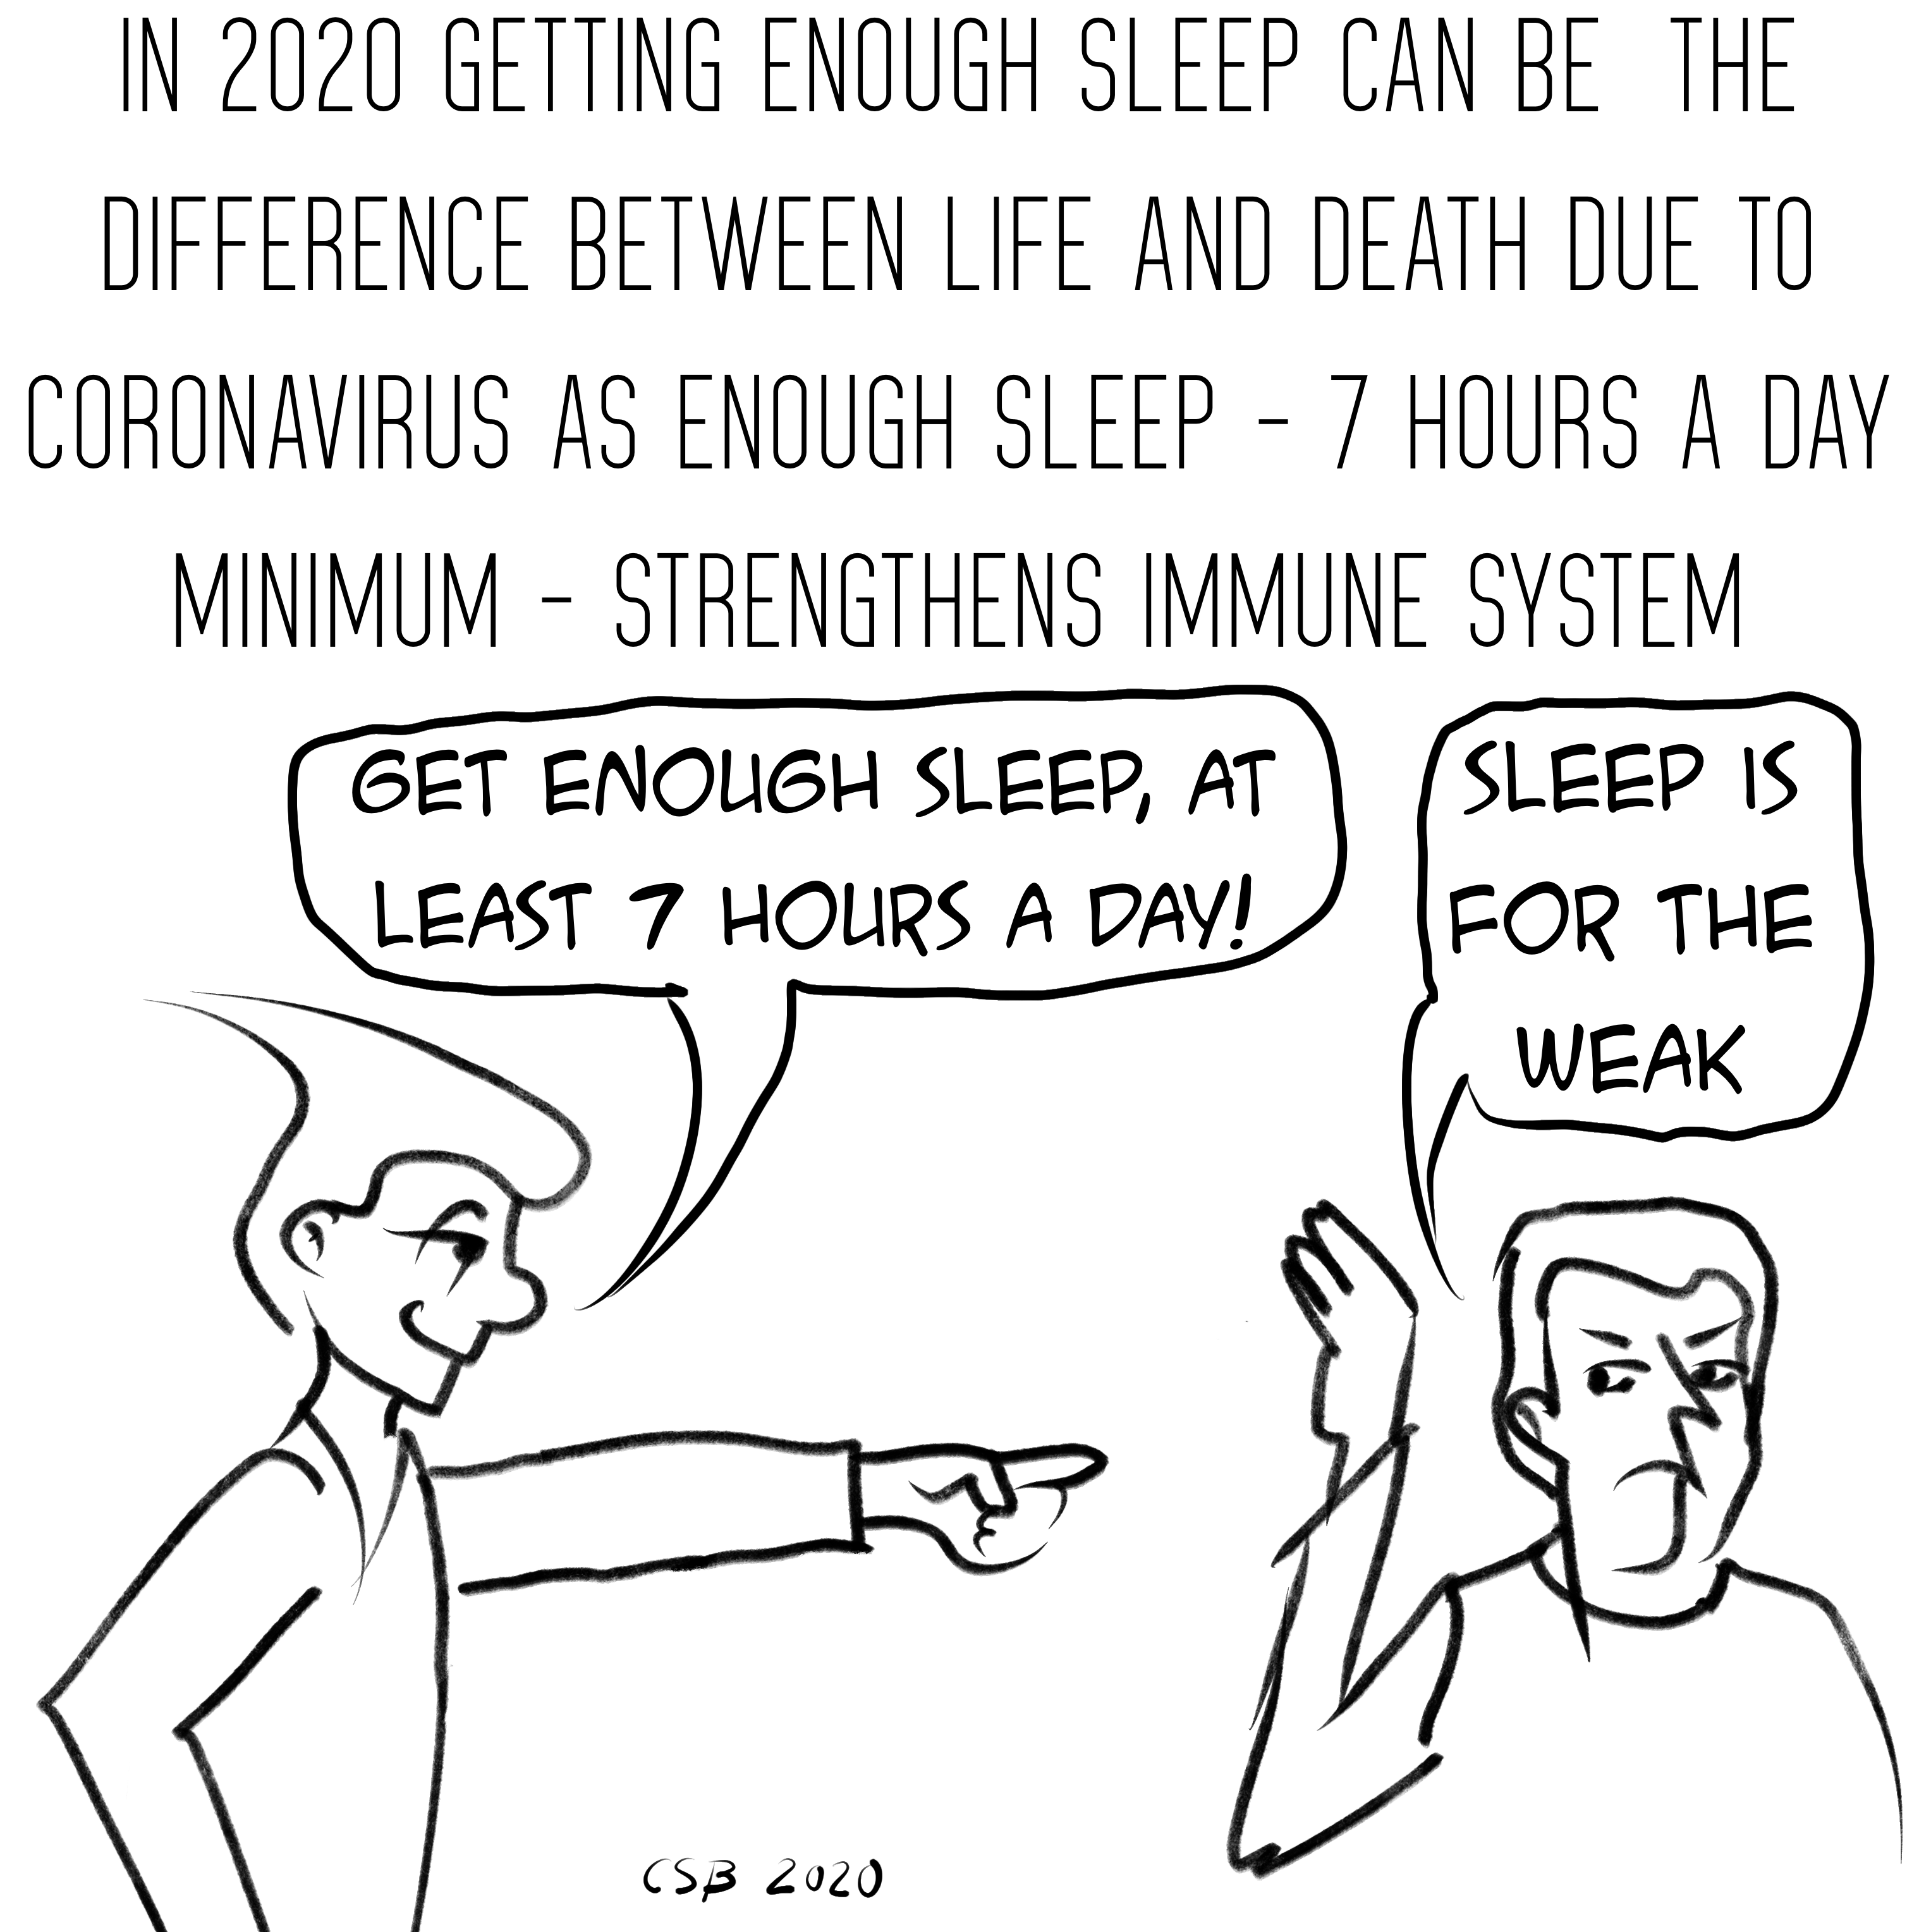 IN 2020 GETTING ENOUGH SLEEP CAN BE THE
DIFFERENCE BETWEEN LIFE AND DEATH DUE TO
CORONAVIRUS AS ENOUGH SLEEP - 7 HOURS A DAY
MINIMUM - STRENGTHENS IMMUNE SYSTEM
GET ENOUGH SLEEP, AT
LEAST 7 HOURS A DAY!
SLEEP IS
FOR THE
WEAK
CSB 2020